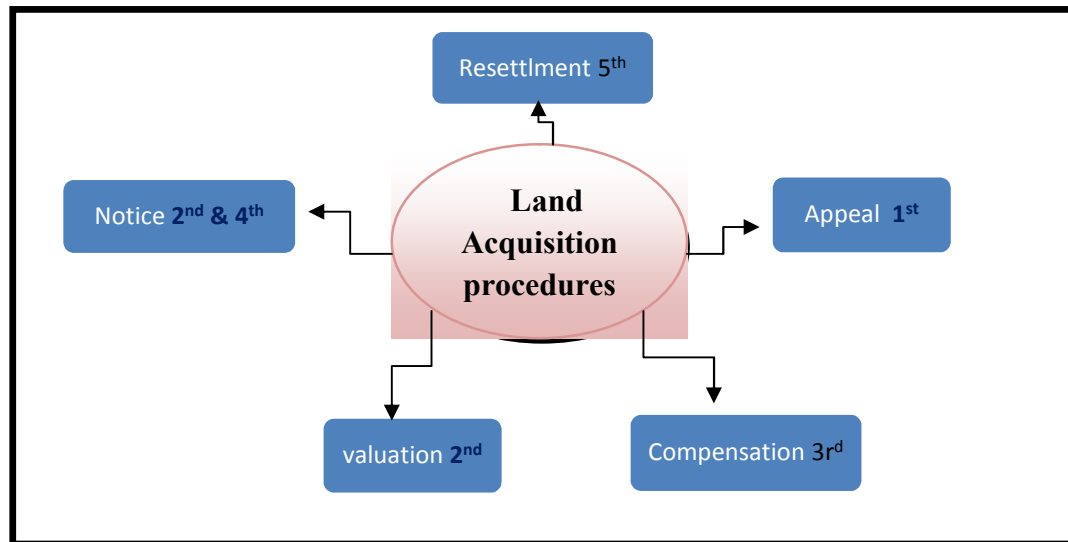 Resettlment 5th
Notice 2nd & 4th
Land
Acquisition
procedures
Appeal 1st
valuation 2nd
Compensation 3rd